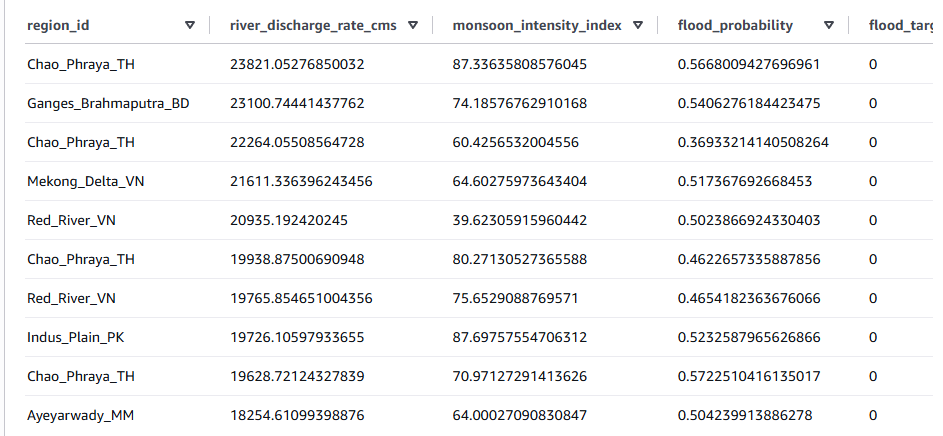 region_id river_discharge_rate_cms monsoon_intensity_index flood_probability flood_targ
Chao_Phraya_TH 23821.05276850032 87.33635808576045 0.5668009427696961 0
Ganges_Brahmaputra_BD 23100.74441437762 74.18576762910168 0.5406276184423475 0
Chao_Phraya_TH 22264.05508564728 60.4256532004556 0.36933214140508264 0
Mekong_Delta_VN 21611.336396243456 64.60275973643404 0.517367692668453 0
Red_River_VN 20935.192420245 39.62305915960442 0.5023866924330403 0
Chao_Phraya_TH 19938.87500690948 80.27130527365588 0.4622657335887856 0
Red_River_VN 19765.854651004356 75.6529088769571 0.4654182363676066 0
Indus_Plain_PK 19726.10597933655 87.69757554706312 0.5232587965626866 0
Chao_Phraya_TH 19628.72124327839 70.97127291413626 0.5722510416135017 0
Ayeyarwady_MM 18254.61099398876 64.00027090830847 0.504239913886278 0